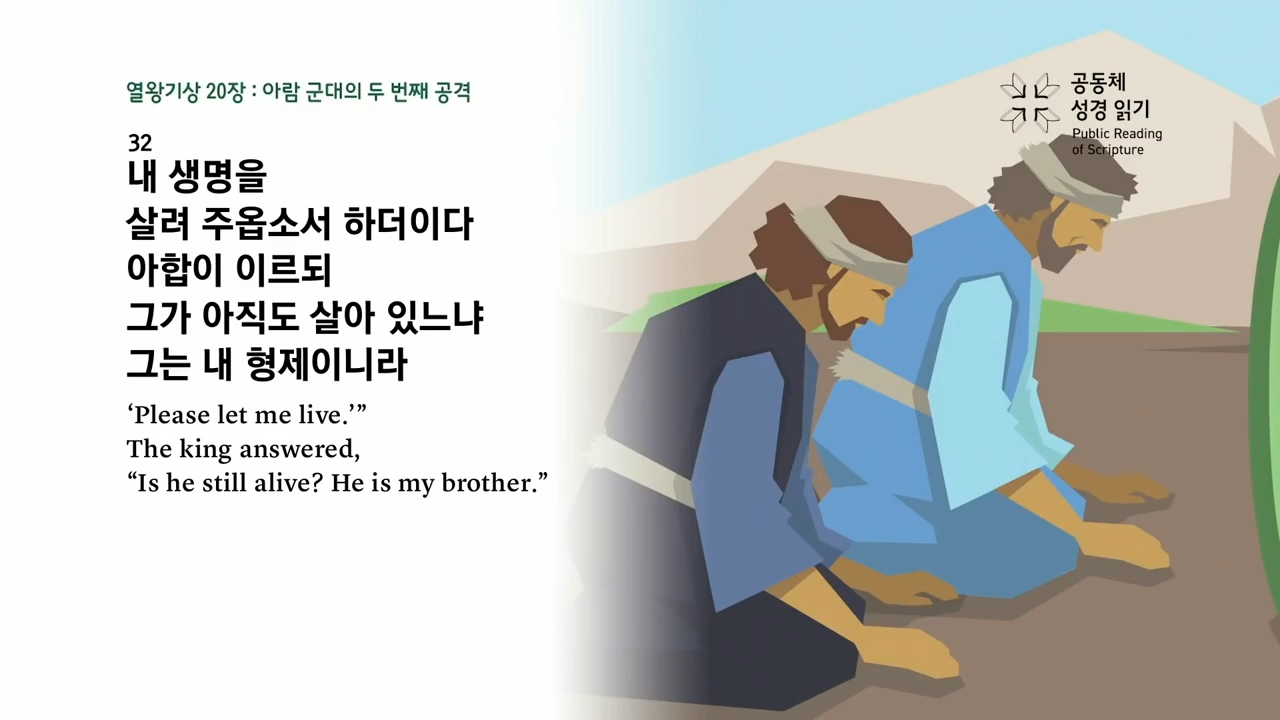 열왕기상 20장 : 아람 군대의 두 번째 공격
32
내 생명을
살려 주옵소서 하더이다
아합이 이르되
그가 아직도 살아 있느냐
그는 내 형제이니라
‘Please let me live.’”
The king answered,
“Is he still alive? He is my brother.”
공동체
성경 읽기
Public Reading
of Scripture